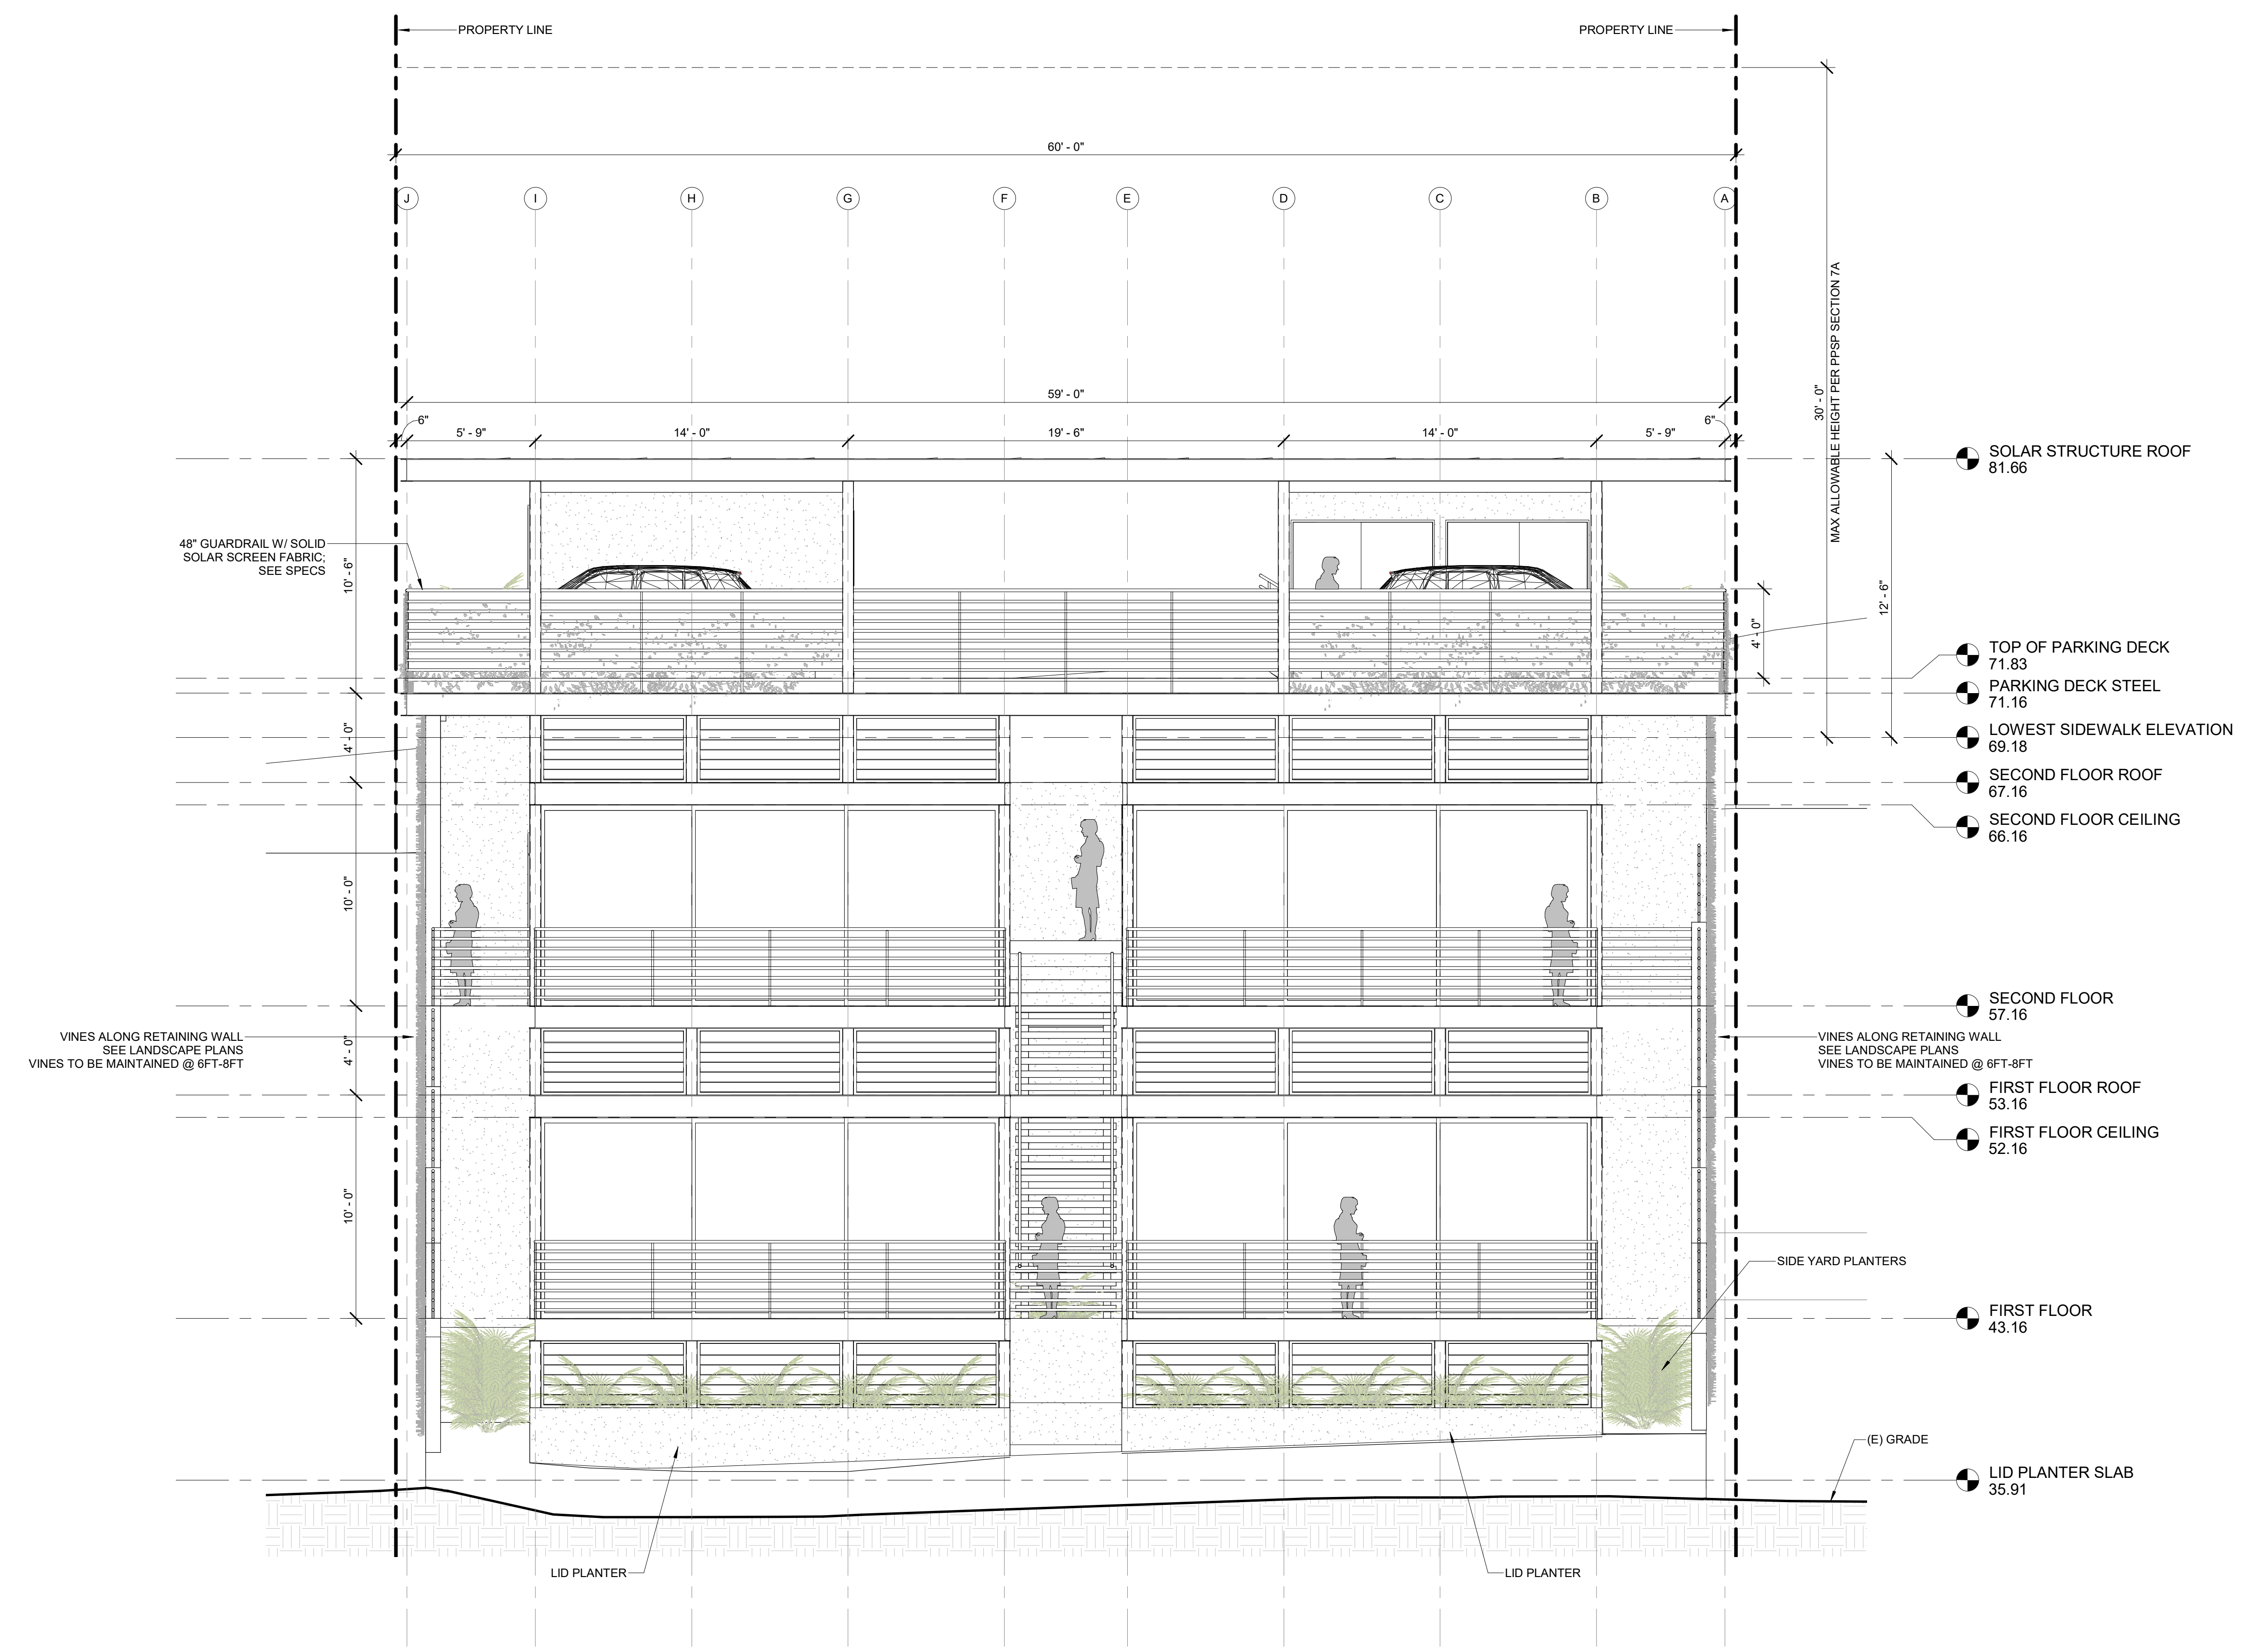 PROPERTY LINE
PROPERTY LINE
60' - 0"
J
I
H
G
F
E
D
C
B
A
MAX ALLOWABLE HEIGHT PER PPSP SECTION 7A
30' - 0"
59' - 0"
6"
5' - 9"
14' - 0"
19' - 6"
14' - 0"
5' - 9"
6"
SOLAR STRUCTURE ROOF
81.66
48" GUARDRAIL W/ SOLID
SOLAR SCREEN FABRIC;
SEE SPECS
10' - 6"
12' - 6"
4' - 0"
TOP OF PARKING DECK
71.83
PARKING DECK STEEL
71.16
4' - 0"
LOWEST SIDEWALK ELEVATION
69.18
SECOND FLOOR ROOF
67.16
SECOND FLOOR CEILING
66.16
10' - 0"
SECOND FLOOR
57.16
VINES ALONG RETAINING WALL
SEE LANDSCAPE PLANS
VINES TO BE MAINTAINED @ 6FT-8FT
4' - 0"
VINES ALONG RETAINING WALL
SEE LANDSCAPE PLANS
VINES TO BE MAINTAINED @ 6FT-8FT
FIRST FLOOR ROOF
53.16
FIRST FLOOR CEILING
52.16
10' - 0"
SIDE YARD PLANTERS
FIRST FLOOR
43.16
(E) GRADE
LID PLANTER SLAB
35.91
LID PLANTER
LID PLANTER